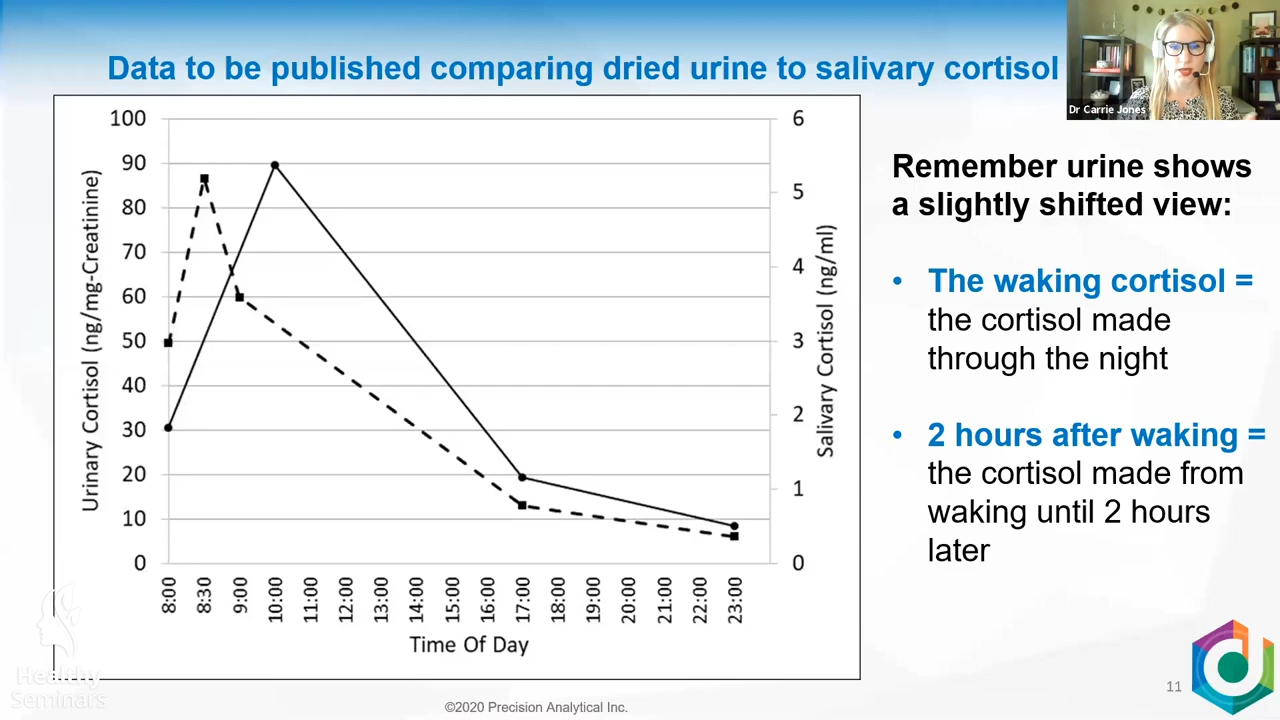 Data to be published comparing dried urine to salivary cortisol
Dr Carrie Jones
100
90
80
70
60
50
40
30
20
10
0
Urinary Cortisol (ng/mg-Creatinine)
6
5
4
3
2
1
0
Salivary Cortisol (ng/ml)
8:00
8:30
9:00
10:00
11:00
12:00
13:00
14:00
15:00
16:00
17:00
18:00
19:00
20:00
21:00
22:00
23:00
Time Of Day
Remember urine shows
a slightly shifted view:
• The waking cortisol =
the cortisol made
through the night
• 2 hours after waking =
the cortisol made from
waking until 2 hours
later
Healthy
Seminars
©2020 Precision Analytical Inc.
11